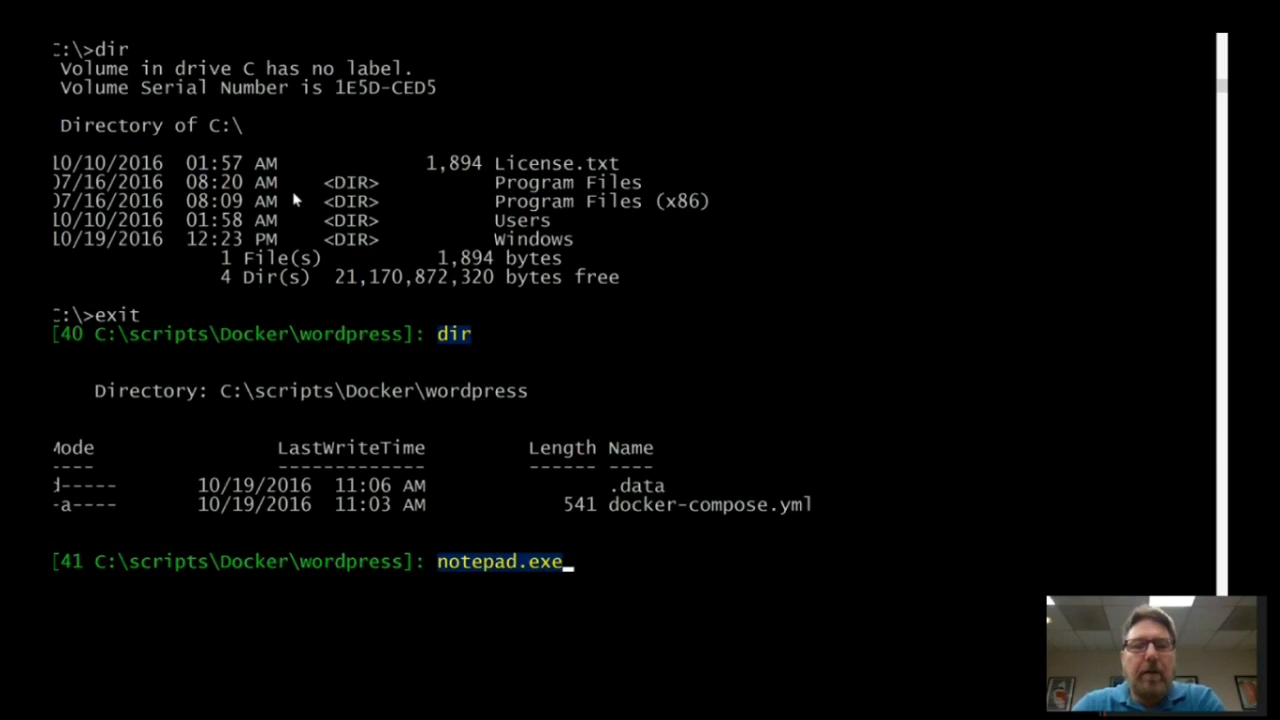 :\>dir
Volume in drive C has no label.
Volume Serial Number is 1E5D-CED5
Directory of C:\
10/10/2016 01:57 AM 1,894 License.txt
07/16/2016 08:20 AM <DIR> Program Files
07/16/2016 08:09 AM <DIR> Program Files (x86)
10/10/2016 01:58 AM <DIR> Users
10/19/2016 12:23 PM <DIR> Windows
1 File(s) 1,894 bytes
4 Dir(s) 21,170,872,320 bytes free
:\>exit
[40 C:\scripts\Docker\wordpress]: dir
Directory: C:\scripts\Docker\wordpress
Mode LastWriteTime Length Name
---- ------------- ------ ----
d----- 10/19/2016 11:06 AM .data
-a---- 10/19/2016 11:03 AM 541 docker-compose.yml
[41 C:\scripts\Docker\wordpress]: notepad.exe